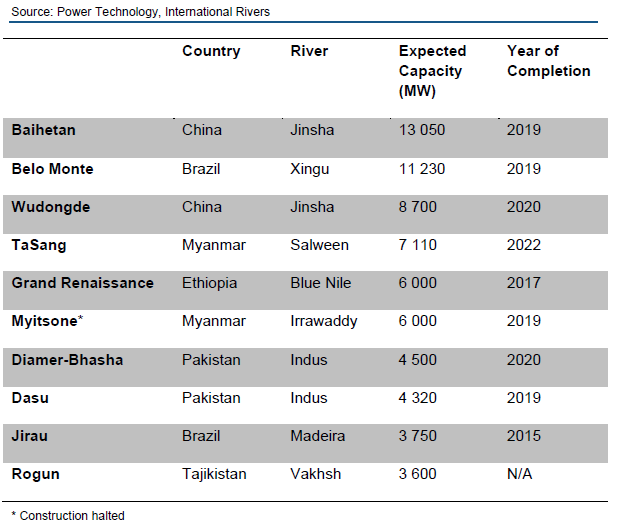 Source: Power Technology, International Rivers
Country River Expected Capacity (MW) Year of Completion
Baihetan China Jinsha 13 050 2019
Belo Monte Brazil Xingu 11 230 2019
Wudongde China Jinsha 8 700 2020
TaSang Myanmar Salween 7 110 2022
Grand Renaissance Ethiopia Blue Nile 6 000 2017
Myitsone* Myanmar Irrawaddy 6 000 2019
Diamer-Bhasha Pakistan Indus 4 500 2020
Dasu Pakistan Indus 4 320 2019
Jirau Brazil Madeira 3 750 2015
Rogun Tajikistan Vakhsh 3 600 N/A
* Construction halted